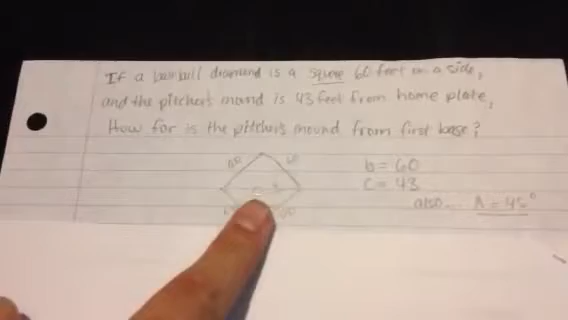 If a baseball diamond is a square 60 feet on a side,
and the pitcher's mound is 43 feet from home plate,
How far is the pitcher's mound from first base?
60 60
b = 60
c = 43
also... A = 45°
60